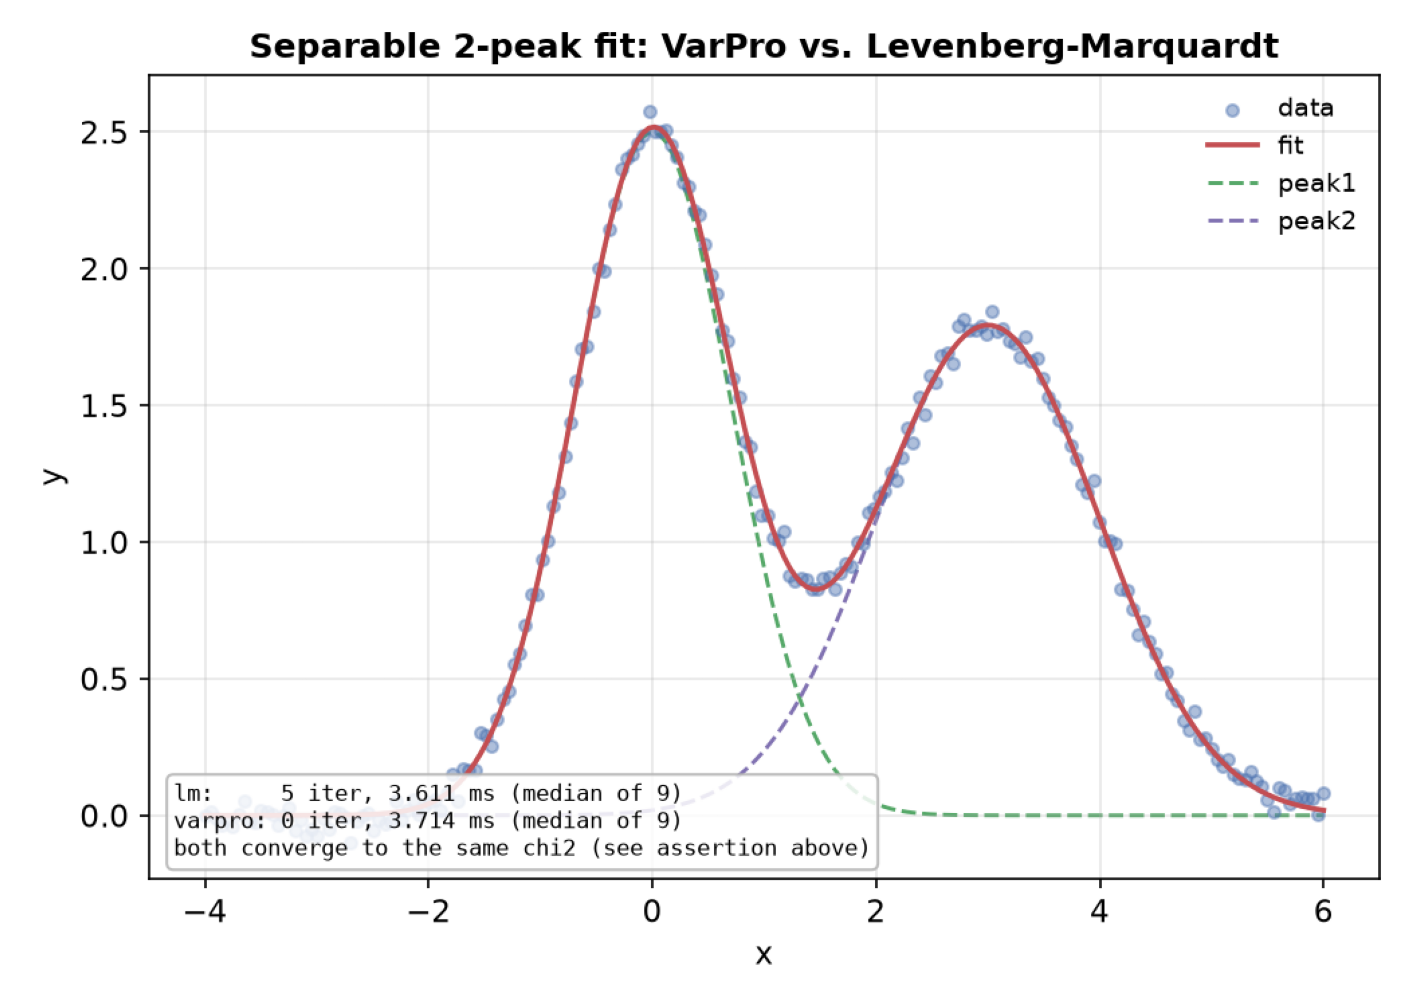 Separable 2-peak fit: VarPro vs. Levenberg-Marquardt
data
fit
peak1
peak2
y
2.5
2.0
1.5
1.0
0.5
0.0
lm:     5 iter, 3.611 ms (median of 9)
varpro: 0 iter, 3.714 ms (median of 9)
both converge to the same chi2 (see assertion above)
−4 −2 0 2 4 6
x